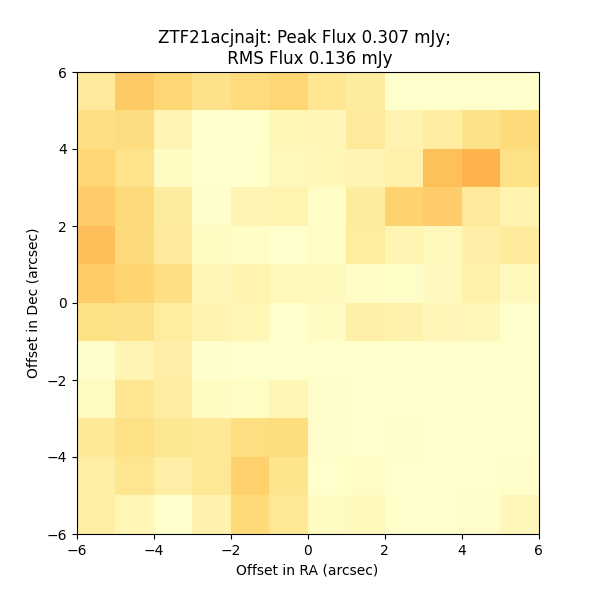 ZTF21acjnajt: Peak Flux 0.307 mJy;
RMS Flux 0.136 mJy
6
4
2
0
−2
−4
−6
Offset in Dec (arcsec)
−6 −4 −2 0 2 4 6
Offset in RA (arcsec)